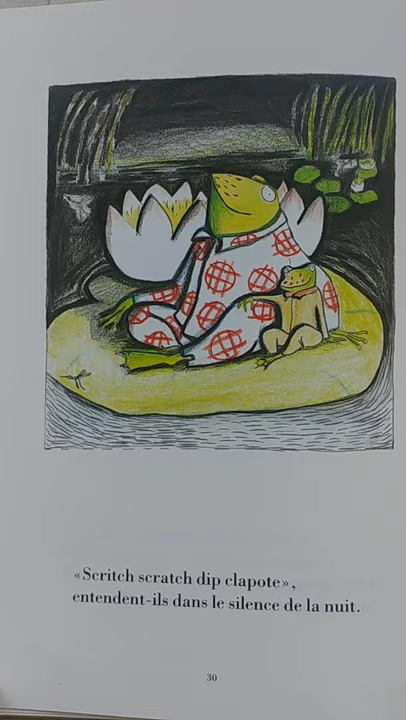 «Scritch scratch dip clapote»,
entendent-ils dans le silence de la nuit.
30